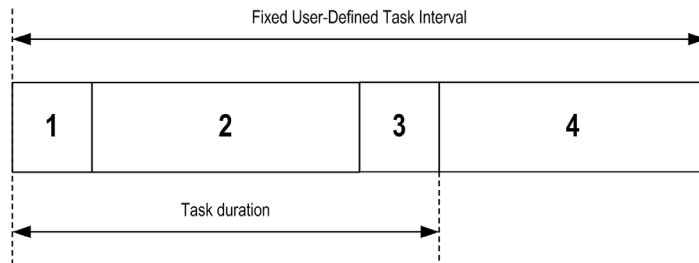 Fixed User-Defined Task Interval
1 2 3 4
Task duration